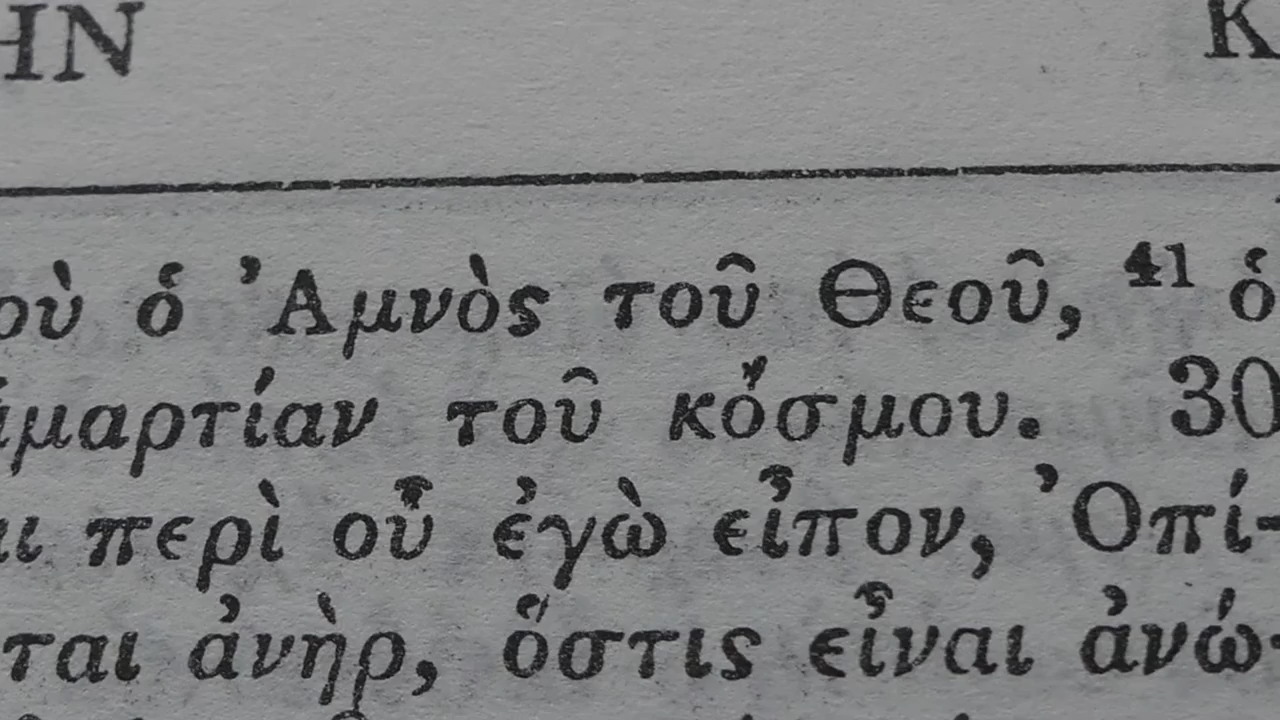 ΗΝ Κ
οὺ ὁ Ἀμνὸς τοῦ Θεοῦ, 41 ὁ
ἁμαρτίαν τοῦ κόσμου. 30
αι περὶ οὗ ἐγὼ εἶπον, Ὀπί-
ται ἀνὴρ, ὅστις εἶναι ἀνώ-